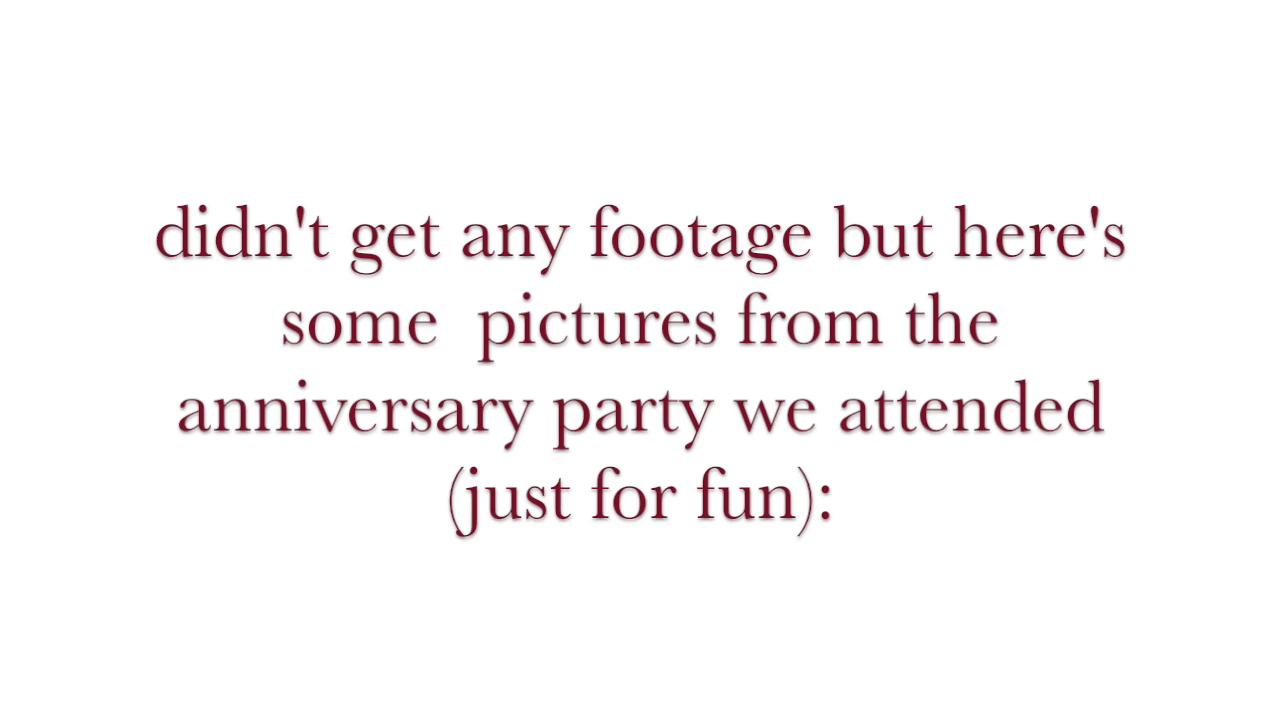 didn't get any footage but here's
some  pictures from the
anniversary party we attended
(just for fun):